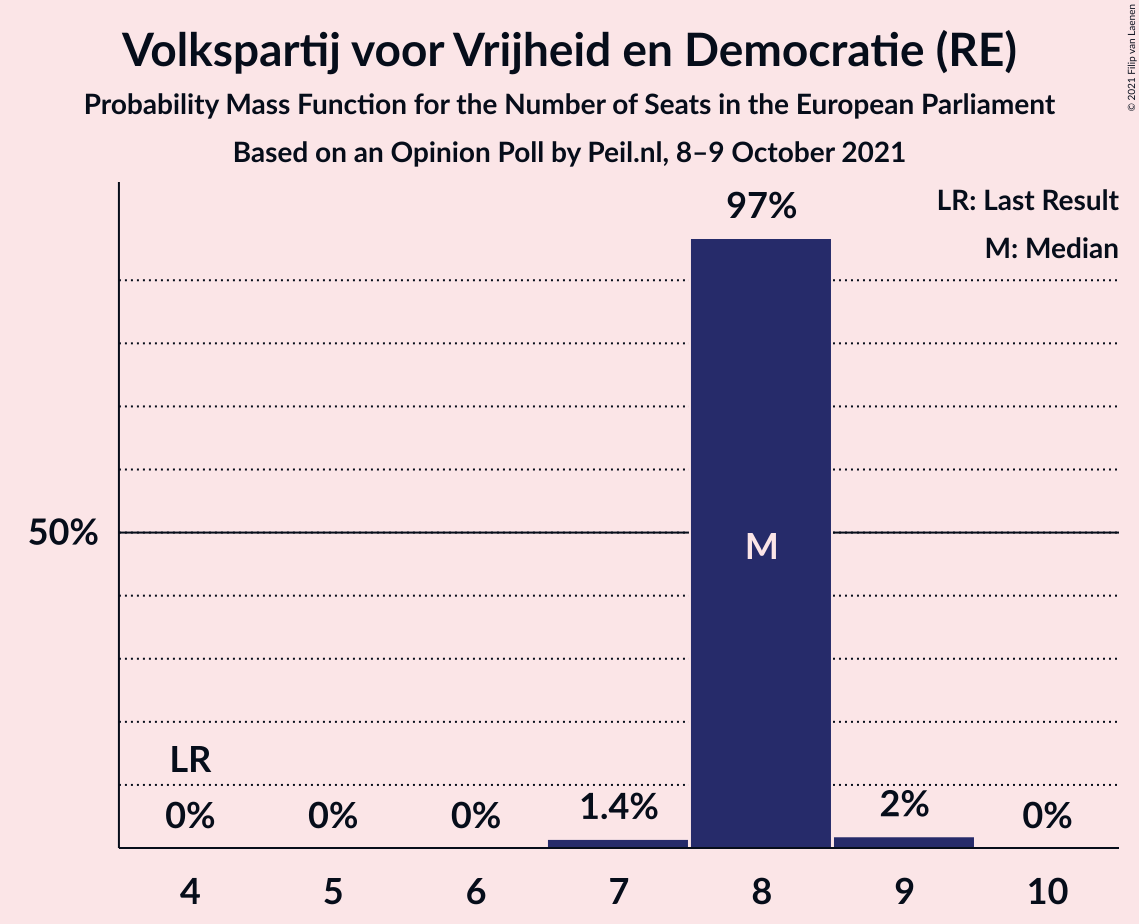 Volkspartij voor Vrijheid en Democratie (RE)
Probability Mass Function for the Number of Seats in the European Parliament
Based on an Opinion Poll by Peil.nl, 8–9 October 2021
© 2021 Filip van Laenen
LR: Last Result
M: Median
97%
50%
M
LR
0%
0%
0%
1.4%
2%
0%
4
5
6
7
8
9
10